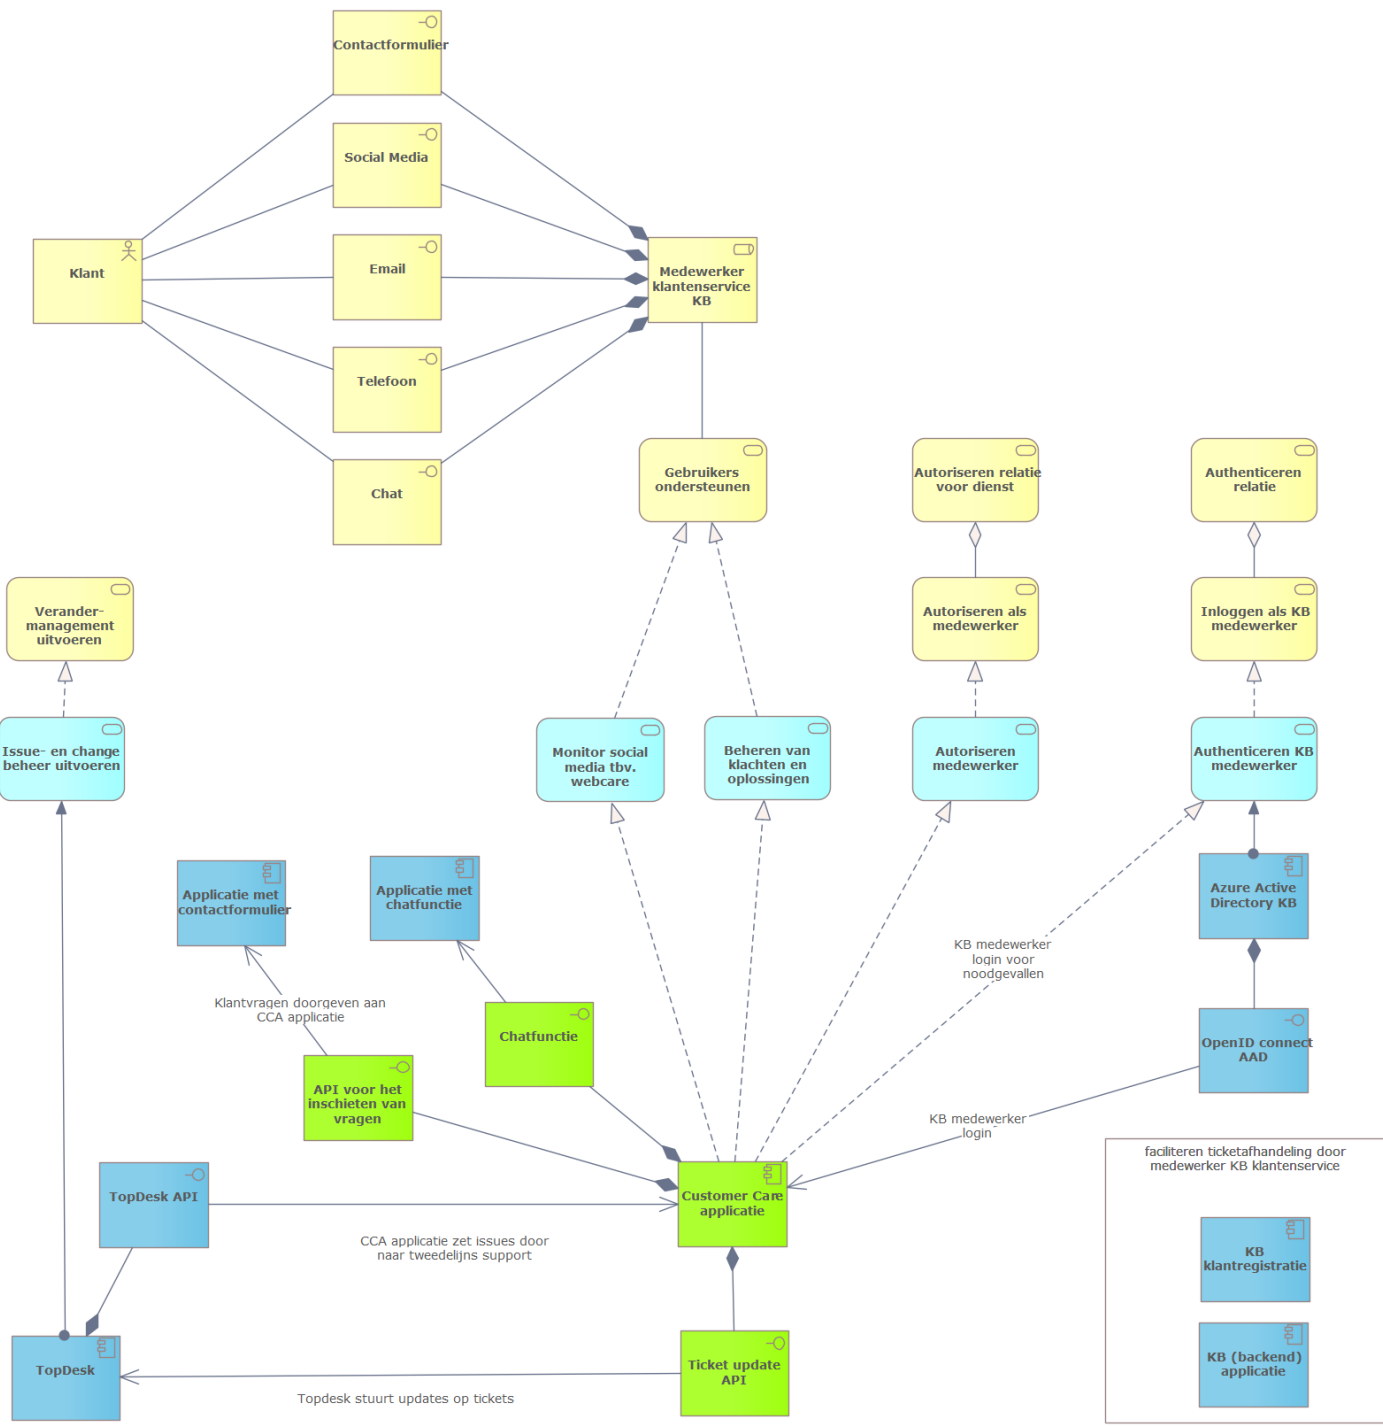 Contactformulier
Social Media
Klant
Email
Medewerker
klantenservice
KB
Telefoon
Chat
Gebruikers
ondersteunen
Autoriseren relatie
voor dienst
Authenticeren
relatie
Verander-
management
uitvoeren
Autoriseren als
medewerker
Inloggen als KB
medewerker
Issue- en change
beheer uitvoeren
Monitor social
media tbv.
webcare
Beheren van
klachten en
oplossingen
Autoriseren
medewerker
Authenticeren KB
medewerker
Applicatie met
contactformulier
Applicatie met
chatfunctie
Azure Active
Directory KB
KB medewerker
login voor
noodgevallen
Klantvragen doorgeven aan
CCA applicatie
Chatfunctie
OpenID connect
AAD
API voor het
inschieten van
vragen
KB medewerker
login
faciliteren ticketafhandeling door
medewerker KB klantenservice
TopDesk API
Customer Care
applicatie
CCA applicatie zet issues door
naar tweedelijns support
KB
klantregistratie
TopDesk
Ticket update
API
KB (backend)
applicatie
Topdesk stuurt updates op tickets